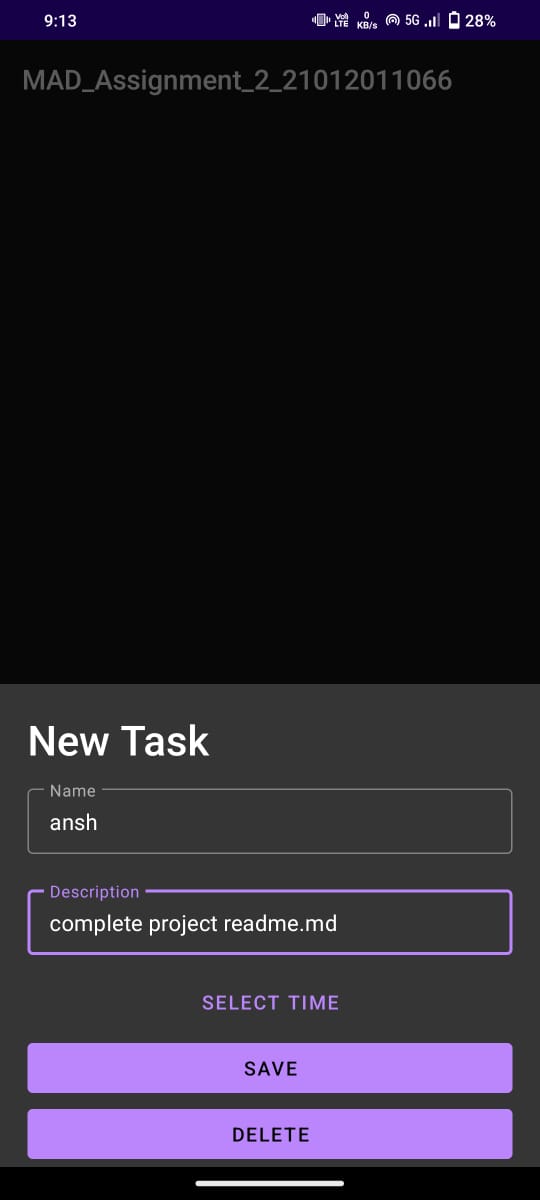 9:13
Vo))
LTE
0
KB/s
5G
28%
MAD_Assignment_2_21012011066
New Task
Name
ansh
Description
complete project readme.md
SELECT TIME
SAVE
DELETE